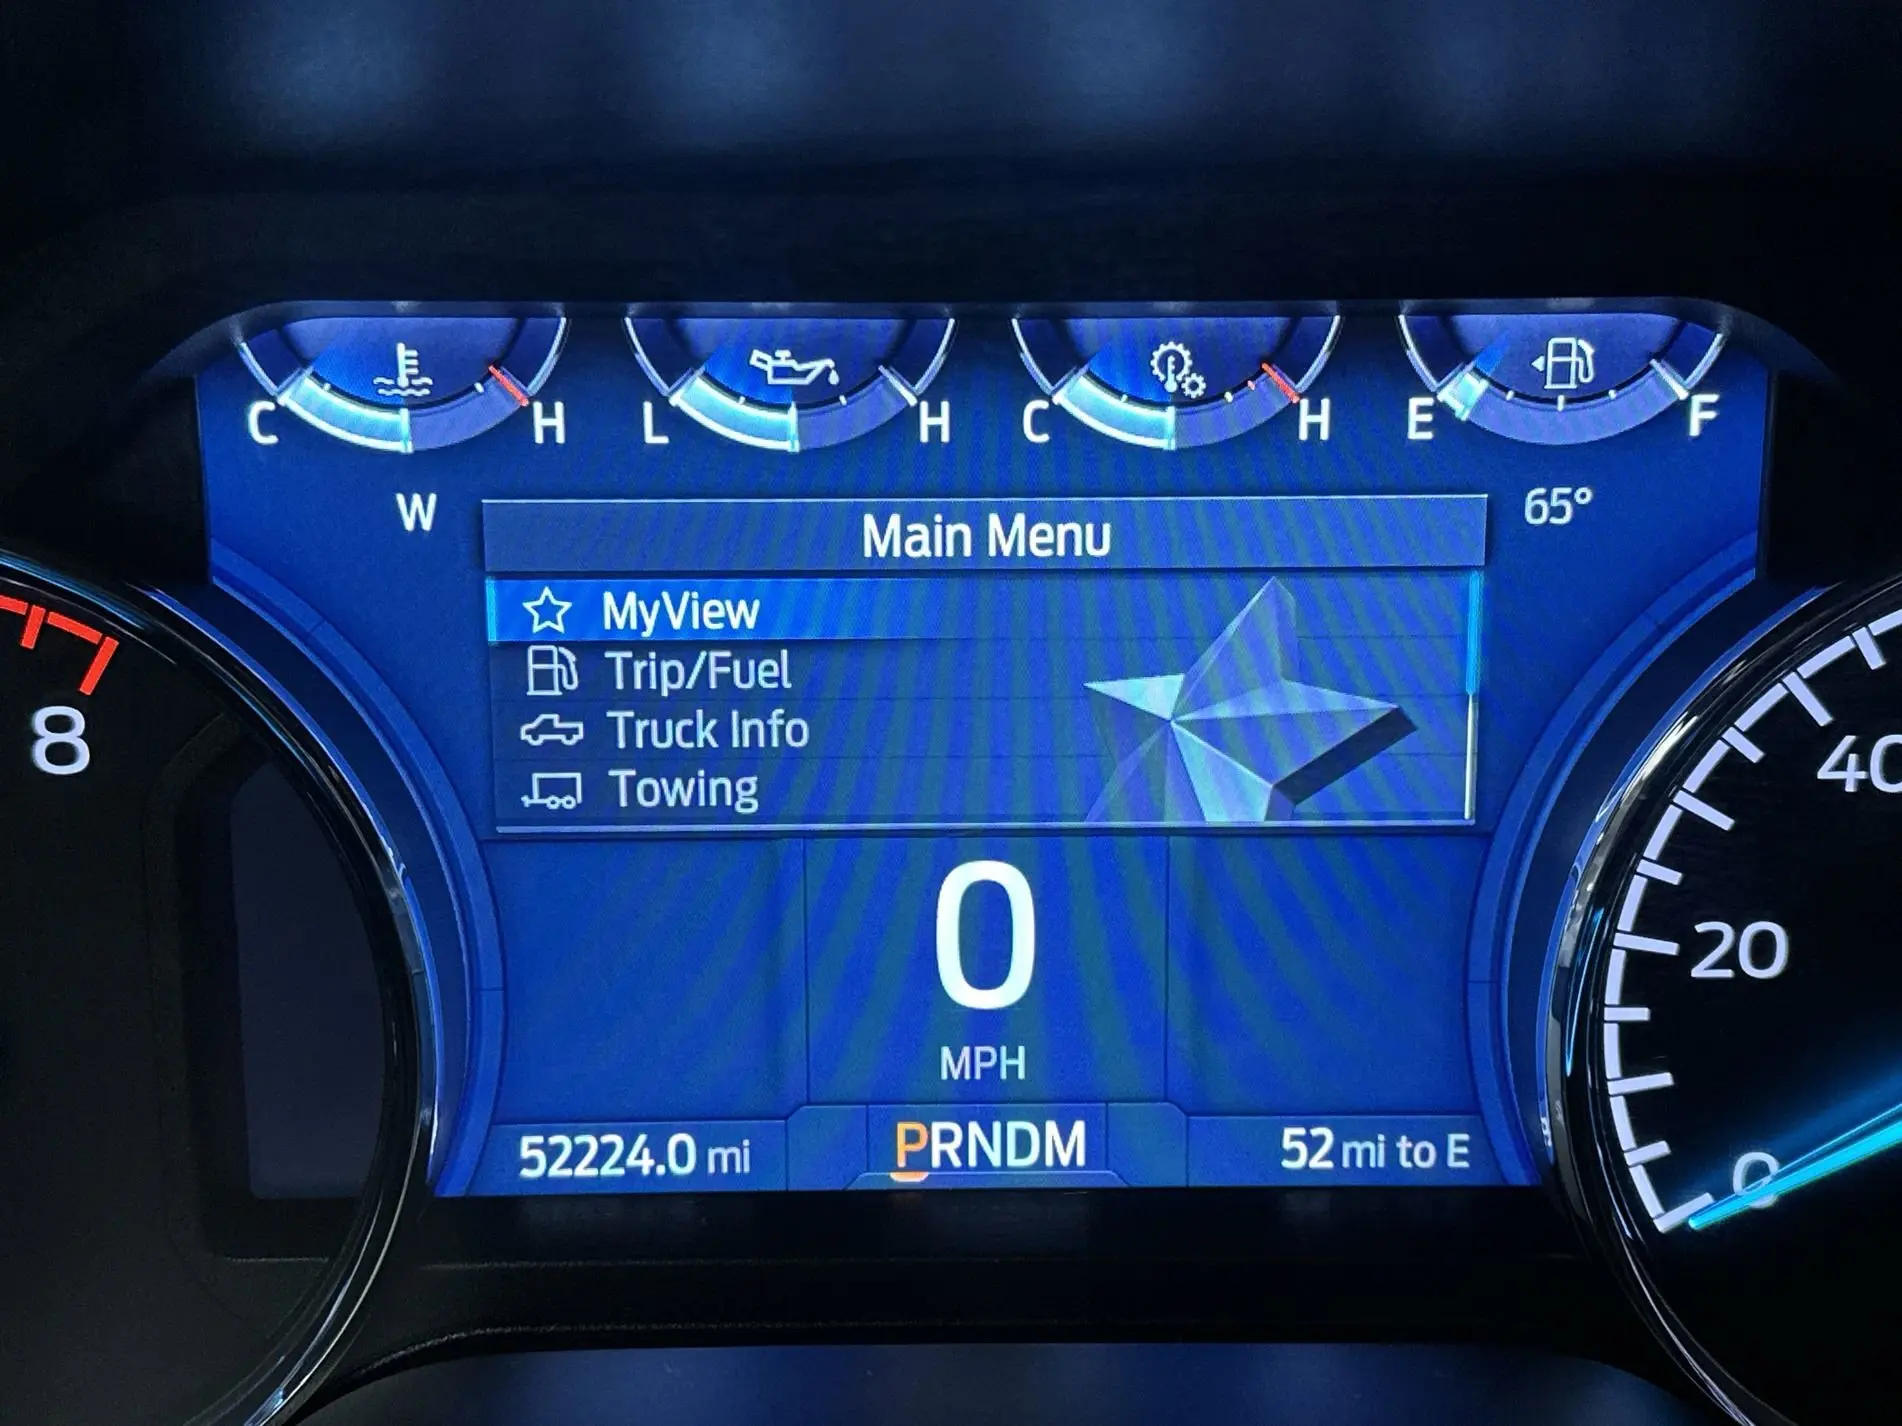 C H L H C H E F
W 65°
Main Menu
MyView
Trip/Fuel
Truck Info
Towing
8
40
20
0
0
MPH
52224.0 mi PRNDM 52 mi to E